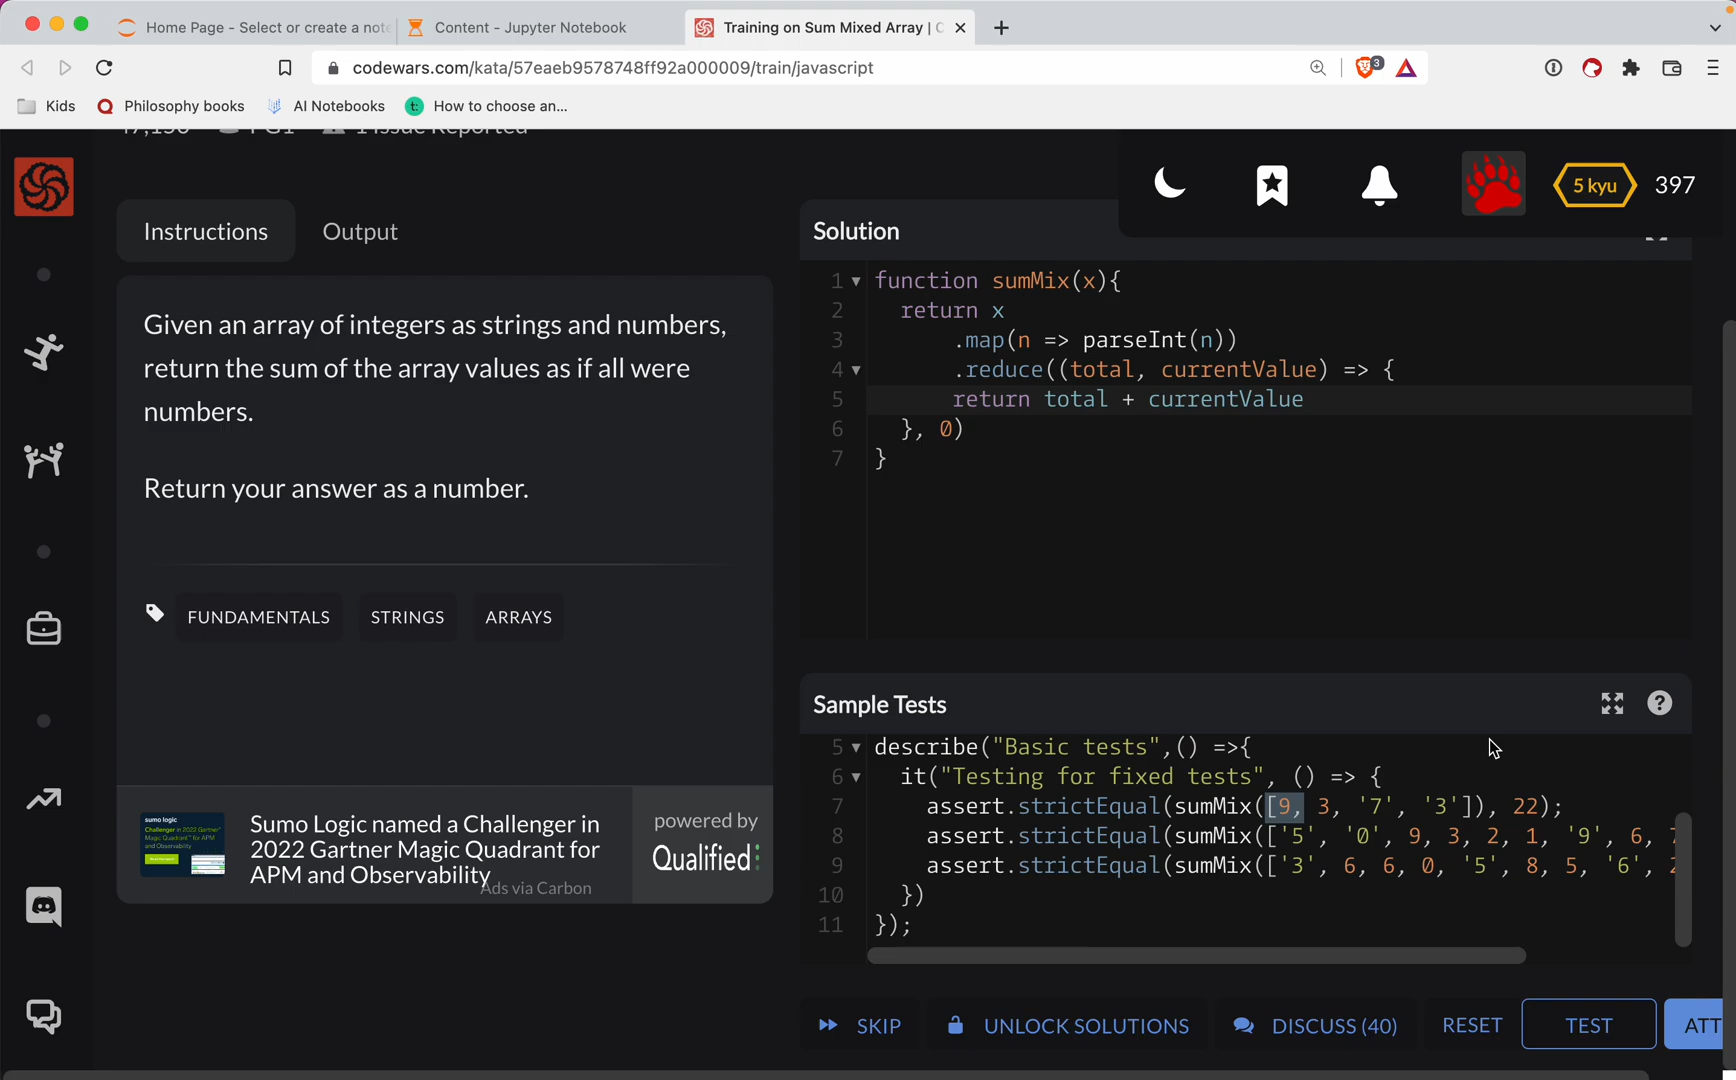 Home Page - Select or create a note
Content - Jupyter Notebook
Training on Sum Mixed Array | C
codewars.com/kata/57eaeb9578748ff92a000009/train/javascript
3
Kids
Philosophy books
AI Notebooks
t:
How to choose an...
1 Issue Reported
5 kyu
397
Instructions
Output
Given an array of integers as strings and numbers,
return the sum of the array values as if all were
numbers.
Return your answer as a number.
FUNDAMENTALS
STRINGS
ARRAYS
sumo logic
Sumo Logic named a Challenger in
2022 Gartner Magic Quadrant for
APM and Observability
Ads via Carbon
powered by
Qualified
Solution
1 function sumMix(x){
2 return x
3 .map(n => parseInt(n))
4 .reduce((total, currentValue) => {
5 return total + currentValue
6 }, 0)
7 }
Sample Tests
?
5 describe("Basic tests",() =>{
6 it("Testing for fixed tests", () => {
7 assert.strictEqual(sumMix([9, 3, '7', '3']), 22);
8 assert.strictEqual(sumMix(['5', '0', 9, 3, 2, 1, '9', 6, 7
9 assert.strictEqual(sumMix(['3', 6, 6, 0, '5', 8, 5, '6', 2
10 })
11 });
SKIP
UNLOCK SOLUTIONS
DISCUSS (40)
RESET
TEST
ATT